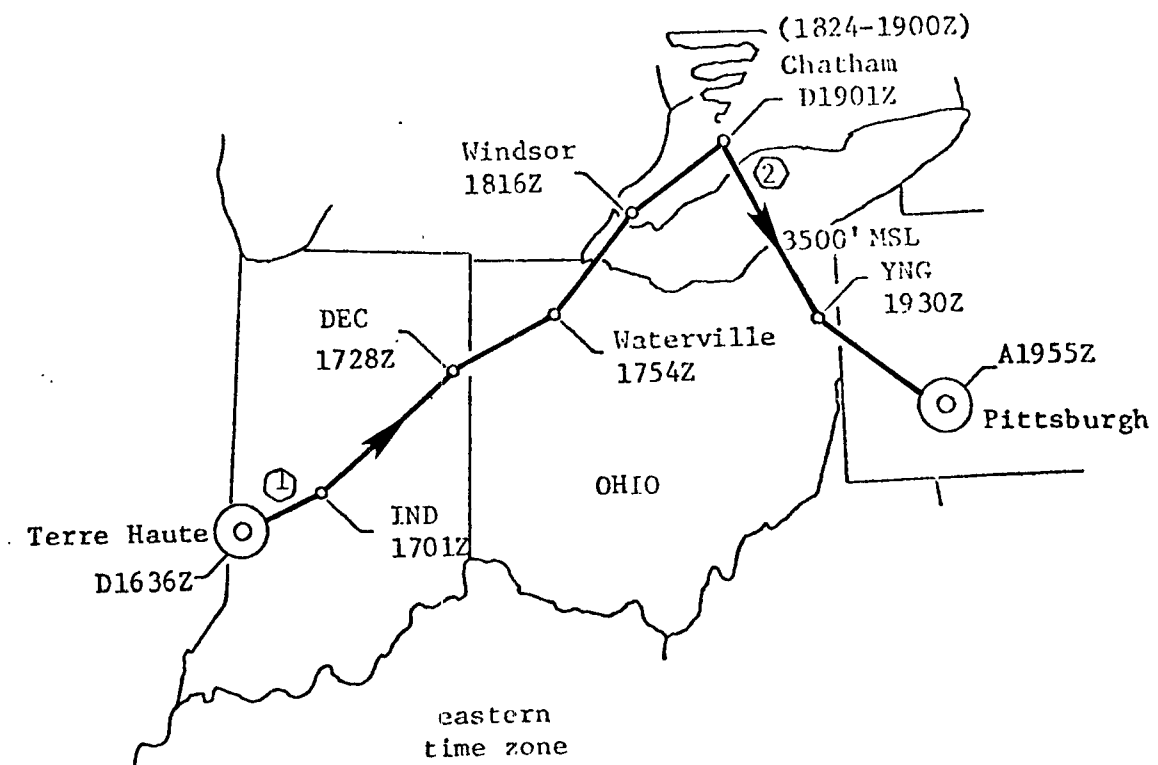 (1824-1900Z)
Chatham
D1901Z
Windsor
1816Z
2
3500' MSL
YNG
1930Z
DEC
1728Z
Waterville
1754Z
A1955Z
Pittsburgh
1
OHIO
IND
1701Z
Terre Haute
D1636Z
eastern
time zone